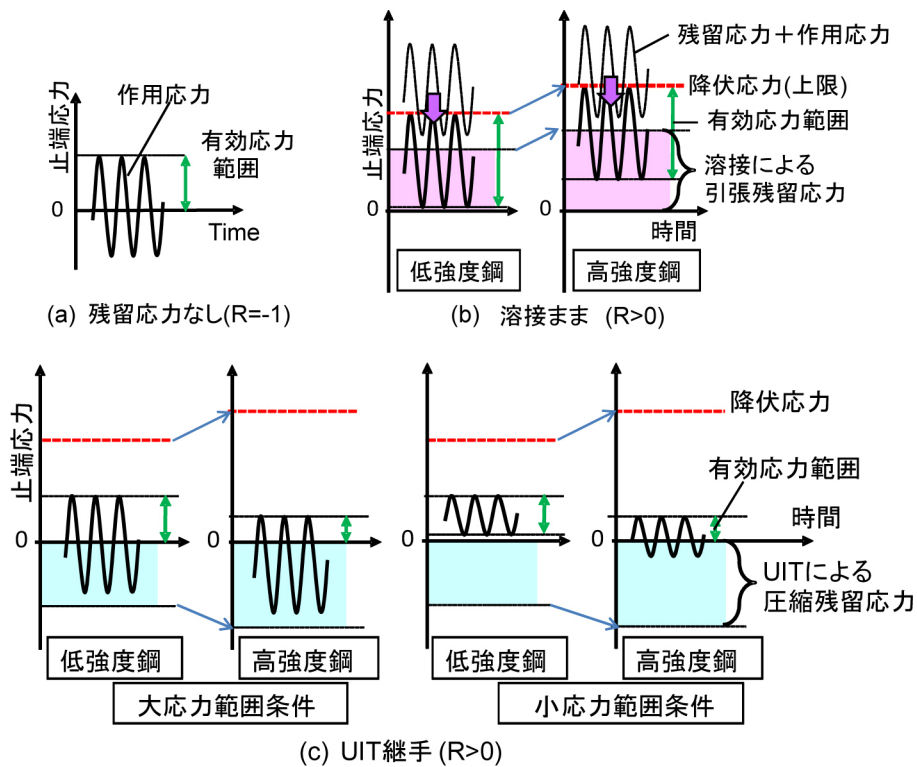 止端応力
作用応力
有効応力
範囲
0
Time
(a) 残留応力なし(R=-1)
止端応力
0
低強度鋼
残留応力＋作用応力
降伏応力(上限)
有効応力範囲
溶接による
引張残留応力
0
時間
高強度鋼
(b) 溶接まま (R>0)
止端応力
0
低強度鋼
0
高強度鋼
大応力範囲条件
0
低強度鋼
降伏応力
有効応力範囲
時間
0
UITによる
圧縮残留応力
高強度鋼
小応力範囲条件
(c) UIT継手 (R>0)